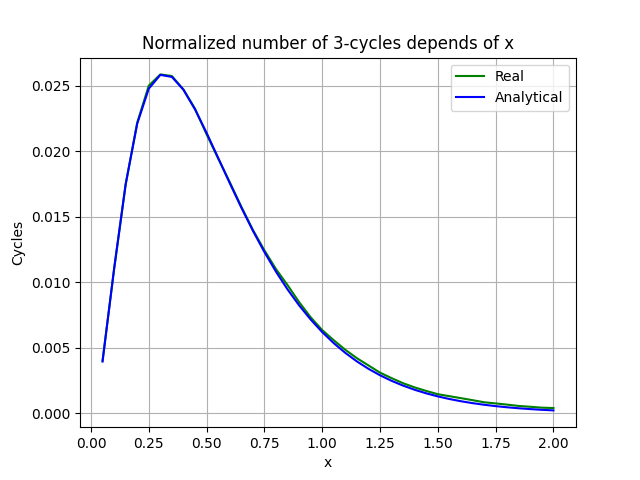 Normalized number of 3-cycles depends of x
Real
Analytical
0.025
0.020
0.015
0.010
0.005
0.000
Cycles
0.00 0.25 0.50 0.75 1.00 1.25 1.50 1.75 2.00
x